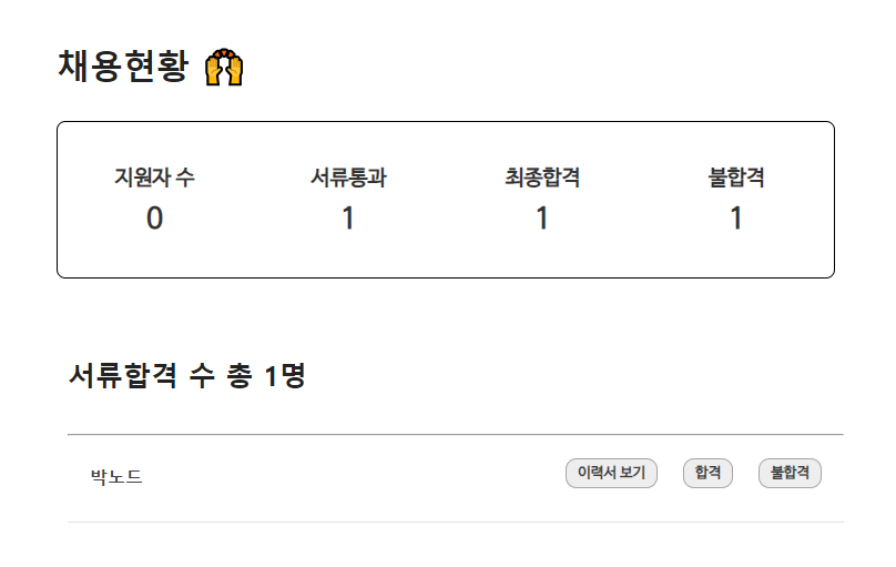 채용현황 🙌
지원자 수 서류통과 최종합격 불합격
0 1 1 1
서류합격 수 총 1명
박노드 이력서 보기 합격 불합격